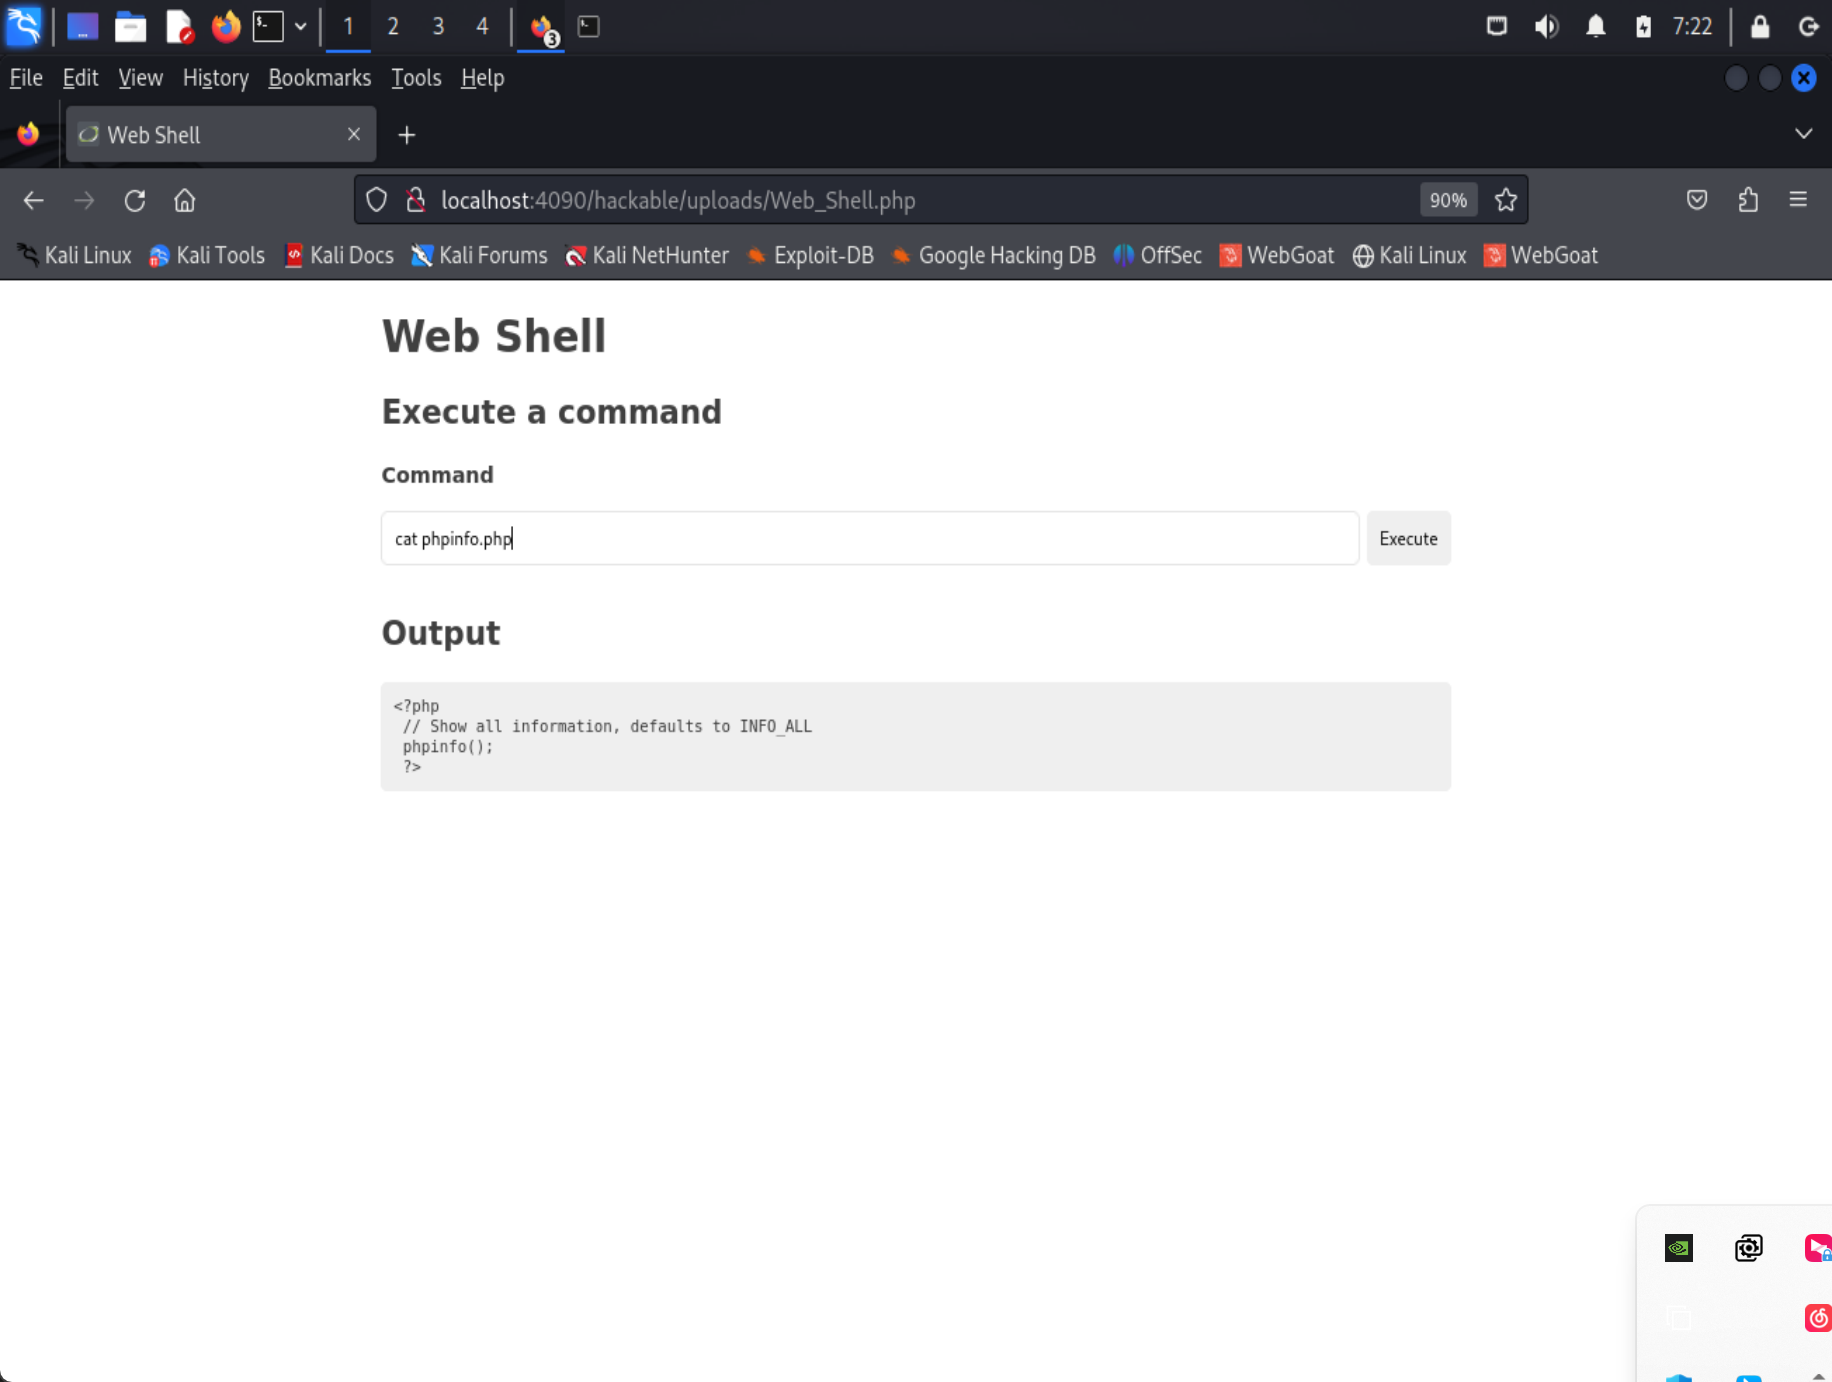 1 2 3 4 3 7:22
File Edit View History Bookmarks Tools Help
Web Shell
localhost:4090/hackable/uploads/Web_Shell.php 90%
Kali Linux Kali Tools Kali Docs Kali Forums Kali NetHunter Exploit-DB Google Hacking DB OffSec WebGoat Kali Linux WebGoat
Web Shell
Execute a command
Command
cat phpinfo.php Execute
Output
<?php
// Show all information, defaults to INFO_ALL
phpinfo();
?>